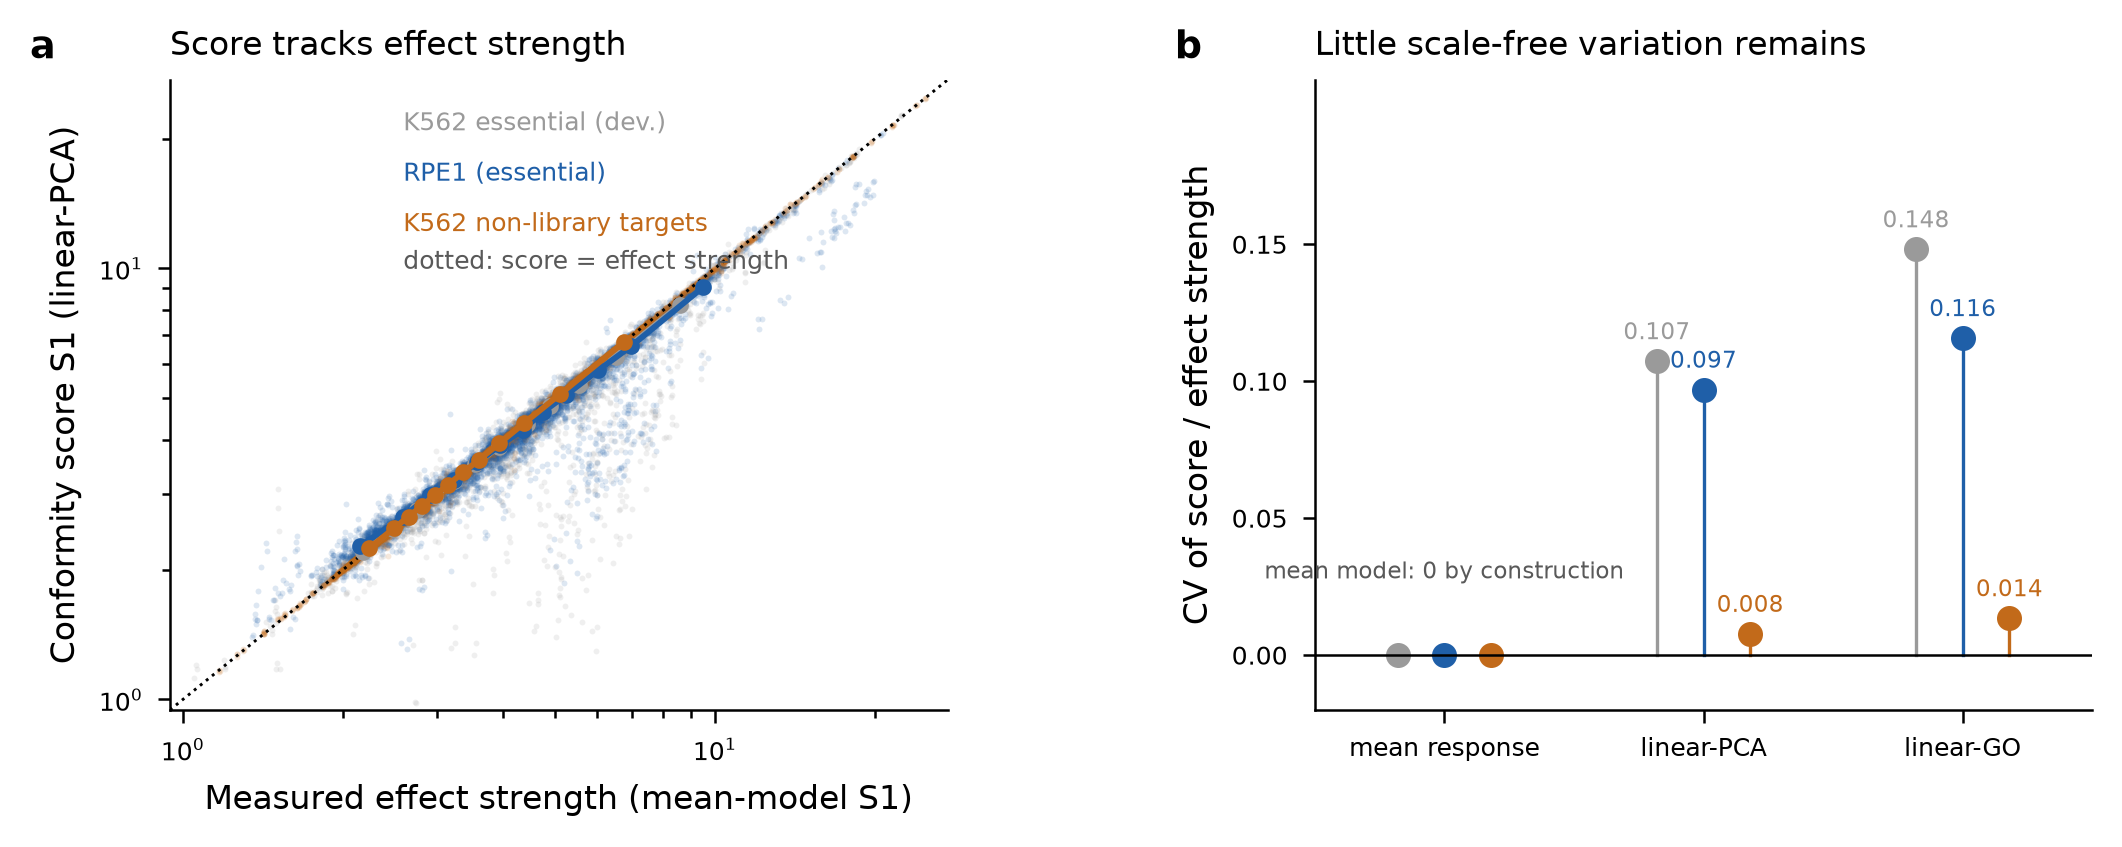 a
Score tracks effect strength
Conformity score S1 (linear-PCA)
10¹
10⁰
K562 essential (dev.)
RPE1 (essential)
K562 non-library targets
dotted: score = effect strength
10⁰
10¹
Measured effect strength (mean-model S1)
b
Little scale-free variation remains
CV of score / effect strength
0.15
0.10
0.05
0.00
0.148
0.116
0.107
0.097
mean model: 0 by construction
0.008
0.014
mean response
linear-PCA
linear-GO